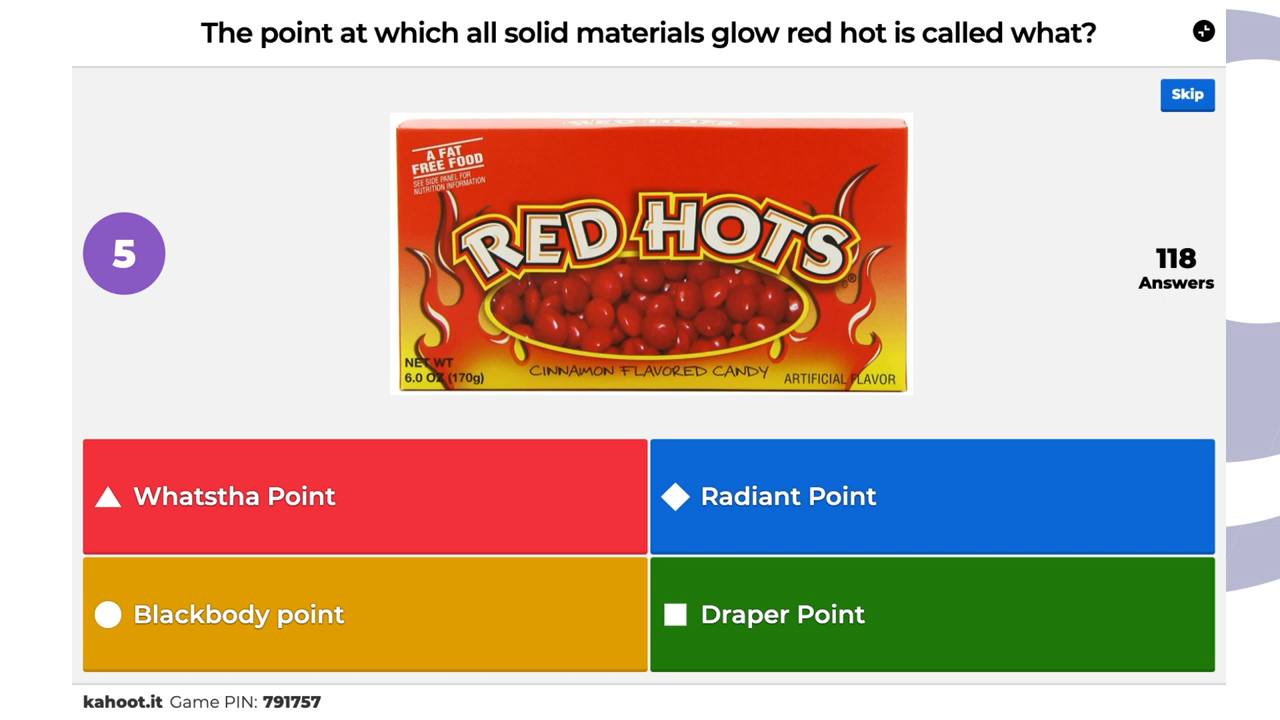 The point at which all solid materials glow red hot is called what?
Skip
RED HOTS
A FAT
FREE FOOD
SEE SIDE PANEL FOR
NUTRITION INFORMATION
RED HOTS
®
5
118
Answers
NET WT
6.0 OZ (170g)
CINNAMON FLAVORED CANDY
ARTIFICIAL FLAVOR
Whatstha Point
Radiant Point
Blackbody point
Draper Point
kahoot.it Game PIN: 791757